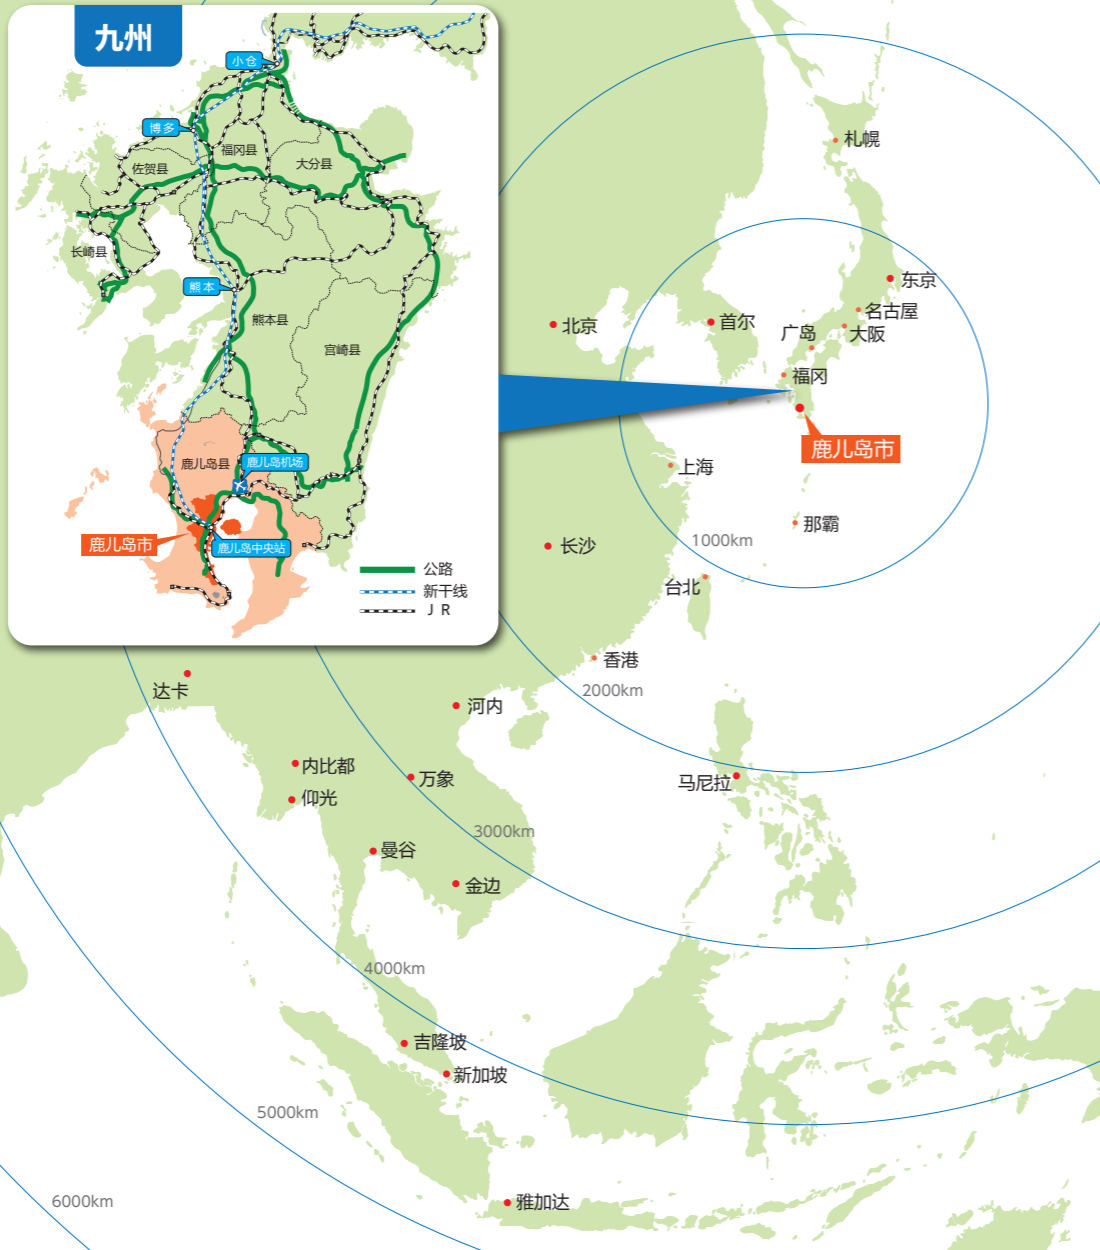 九州
小仓
博多
福冈县
大分县
佐贺县
长崎县
熊本
熊本县
宫崎县
鹿儿岛县
鹿儿岛机场
鹿儿岛市
鹿儿岛中央站
公路
新干线
JR
札幌
东京
名古屋
大阪
广岛
首尔
北京
福冈
鹿儿岛市
上海
那霸
1000km
长沙
台北
香港
2000km
达卡
河内
内比都
万象
马尼拉
仰光
3000km
曼谷
金边
4000km
吉隆坡
新加坡
5000km
6000km
雅加达